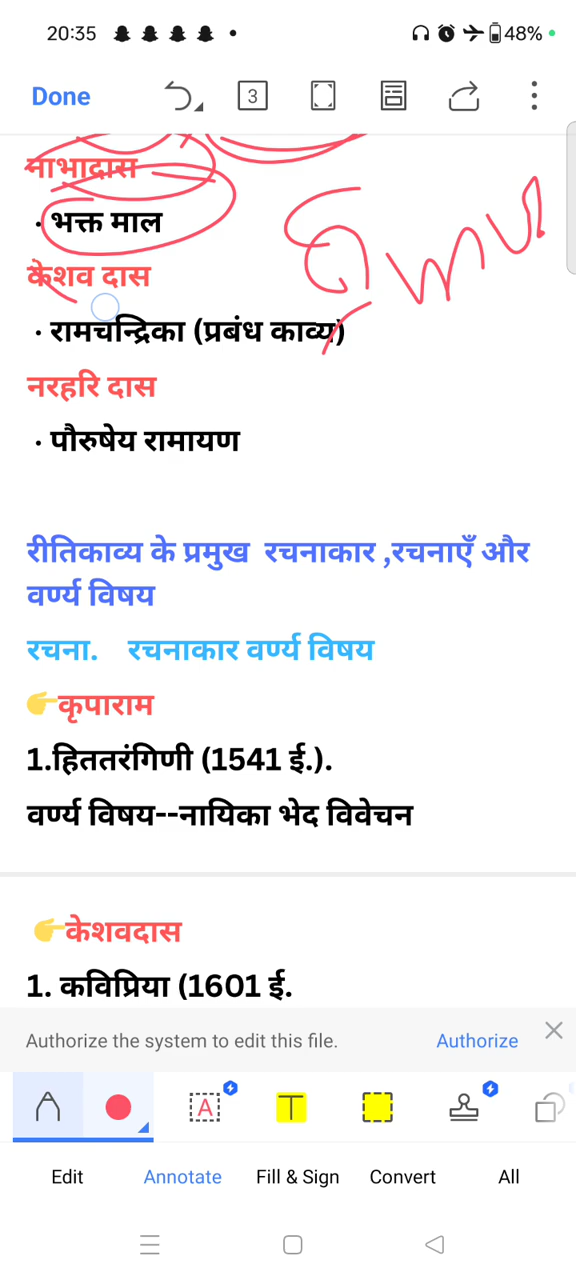 20:35
48%
Done
3
नाभादास
· भक्त माल
केशव दास
· रामचन्द्रिका (प्रबंध काव्य)
नरहरि दास
· पौरुषेय रामायण
रीतिकाव्य के प्रमुख रचनाकार ,रचनाएँ और
वर्ण्य विषय
रचना. रचनाकार वर्ण्य विषय
👉कृपाराम
1.हिततरंगिणी (1541 ई.).
वर्ण्य विषय--नायिका भेद विवेचन
👉केशवदास
1. कविप्रिया (1601 ई.
Authorize the system to edit this file.
Authorize
A
T
Edit
Annotate
Fill & Sign
Convert
All